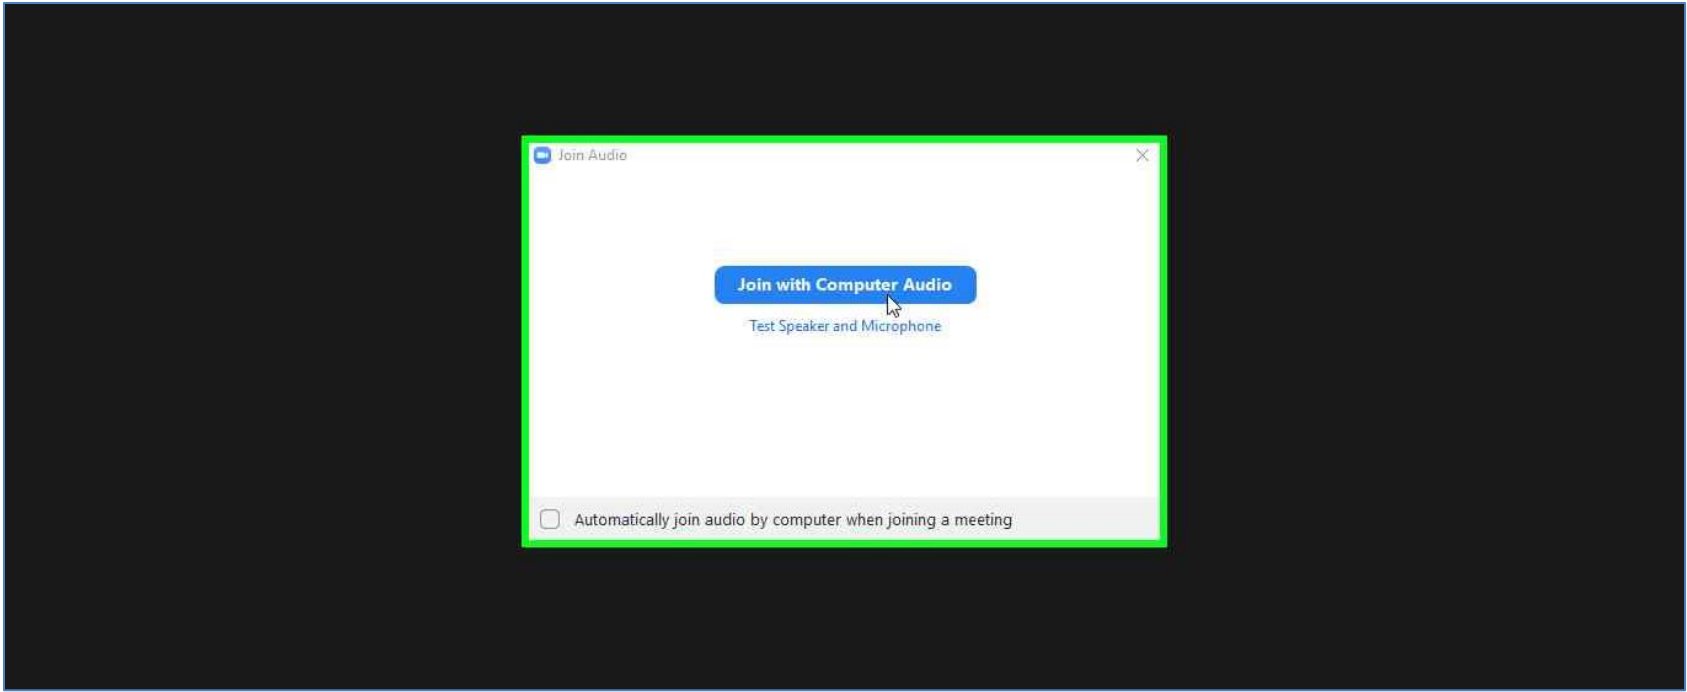 Join Audio
Join with Computer Audio
Test Speaker and Microphone
Automatically join audio by computer when joining a meeting